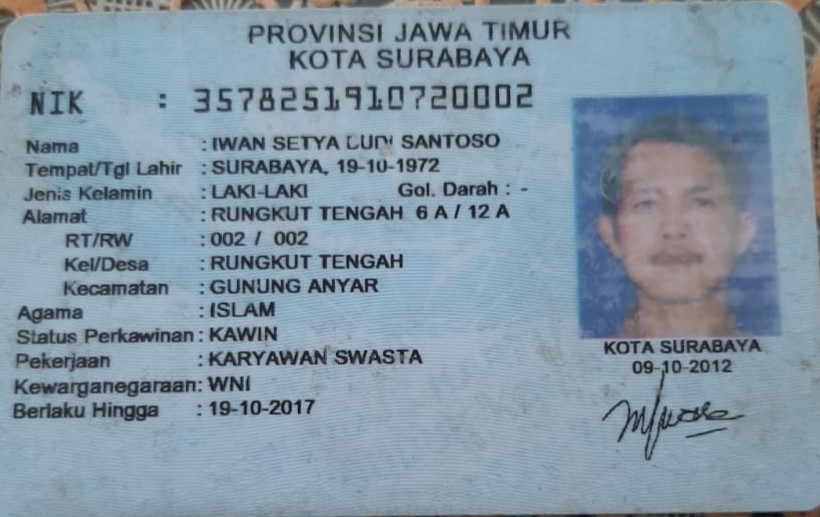 PROVINSI JAWA TIMUR
KOTA SURABAYA
NIK : 3578251910720002
Nama : IWAN SETYA BUDI SANTOSO
Tempat/Tgl Lahir : SURABAYA, 19-10-1972
Jenis Kelamin : LAKI-LAKI Gol. Darah : -
Alamat : RUNGKUT TENGAH 6 A / 12 A
RT/RW : 002 / 002
Kel/Desa : RUNGKUT TENGAH
Kecamatan : GUNUNG ANYAR
Agama : ISLAM
Status Perkawinan : KAWIN
Pekerjaan : KARYAWAN SWASTA
Kewarganegaraan : WNI
Berlaku Hingga : 19-10-2017
KOTA SURABAYA
09-10-2012